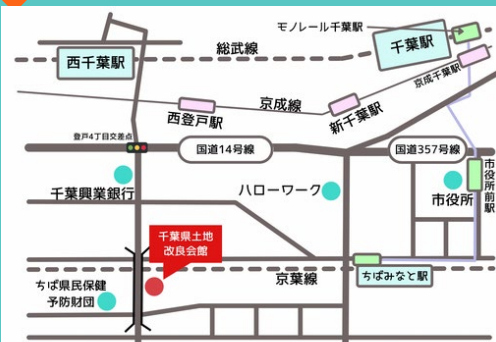 モノレール千葉駅
総武線
千葉駅
西千葉駅
京成千葉駅
京成線
西登戸駅
新千葉駅
登戸4丁目交差点
国道14号線
国道357号線
市役所前駅
千葉興業銀行
ハローワーク
市役所
千葉県土地
改良会館
ちば県民保健
予防財団
京葉線
ちばみなと駅